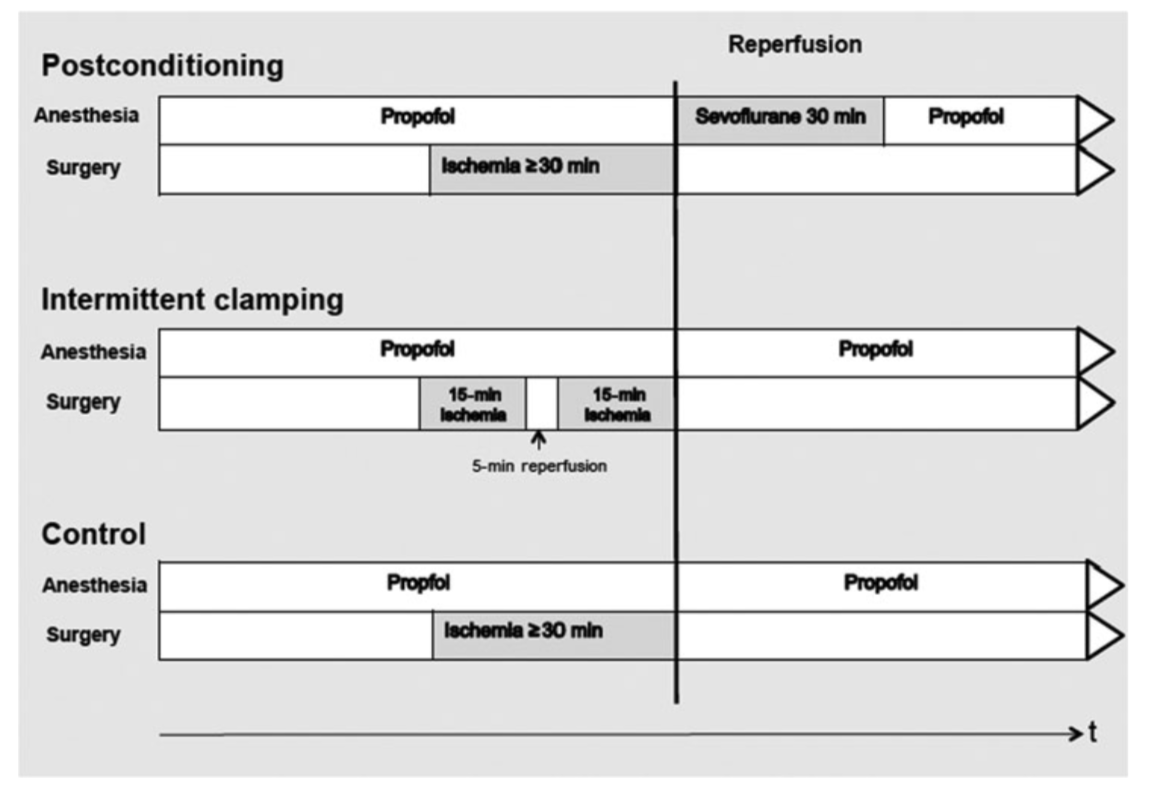 Reperfusion
Postconditioning
Anesthesia Propofol Sevoflurane 30 min Propofol
Surgery Ischemia ≥30 min
Intermittent clamping
Anesthesia Propofol Propofol
Surgery 15-min Ischemia 15-min Ischemia
5-min reperfusion
Control
Anesthesia Propfol Propofol
Surgery Ischemia ≥30 min
t